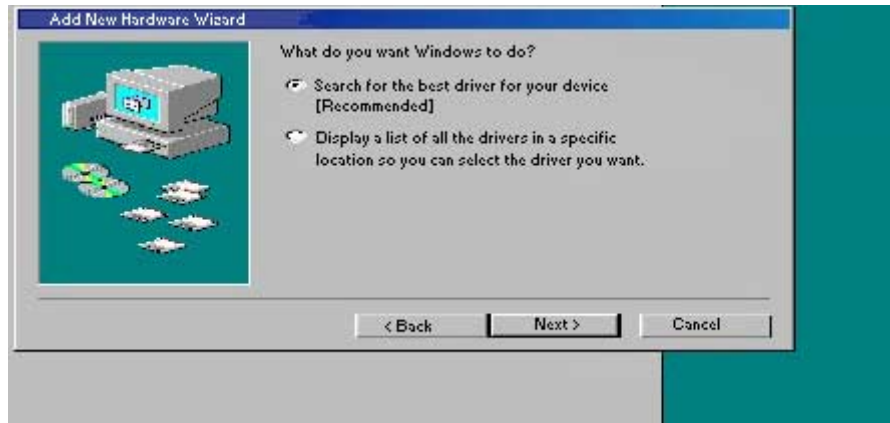 Add New Hardware Wizard
What do you want Windows to do?
Search for the best driver for your device
[Recommended]
Display a list of all the drivers in a specific
location so you can select the driver you want.
< Back
Next >
Cancel